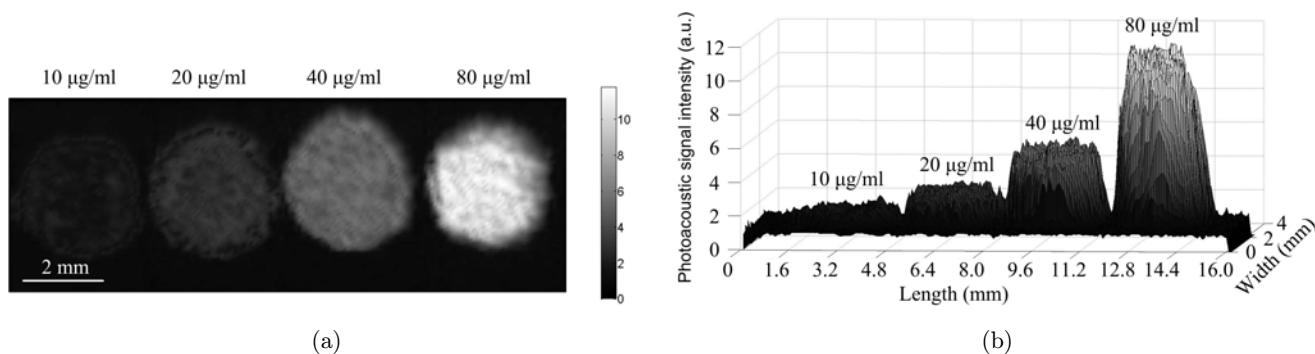 10 μg/ml 20 μg/ml 40 μg/ml 80 μg/ml
10
8
6
4
2
0
2 mm
(a)
Photoacoustic signal intensity (a.u.)
12
10
8
6
4
2
0
80 μg/ml
40 μg/ml
20 μg/ml
10 μg/ml
0 1.6 3.2 4.8 6.4 8.0 9.6 11.2 12.8 14.4 16.0
Length (mm)
0 2 4
Width (mm)
(b)